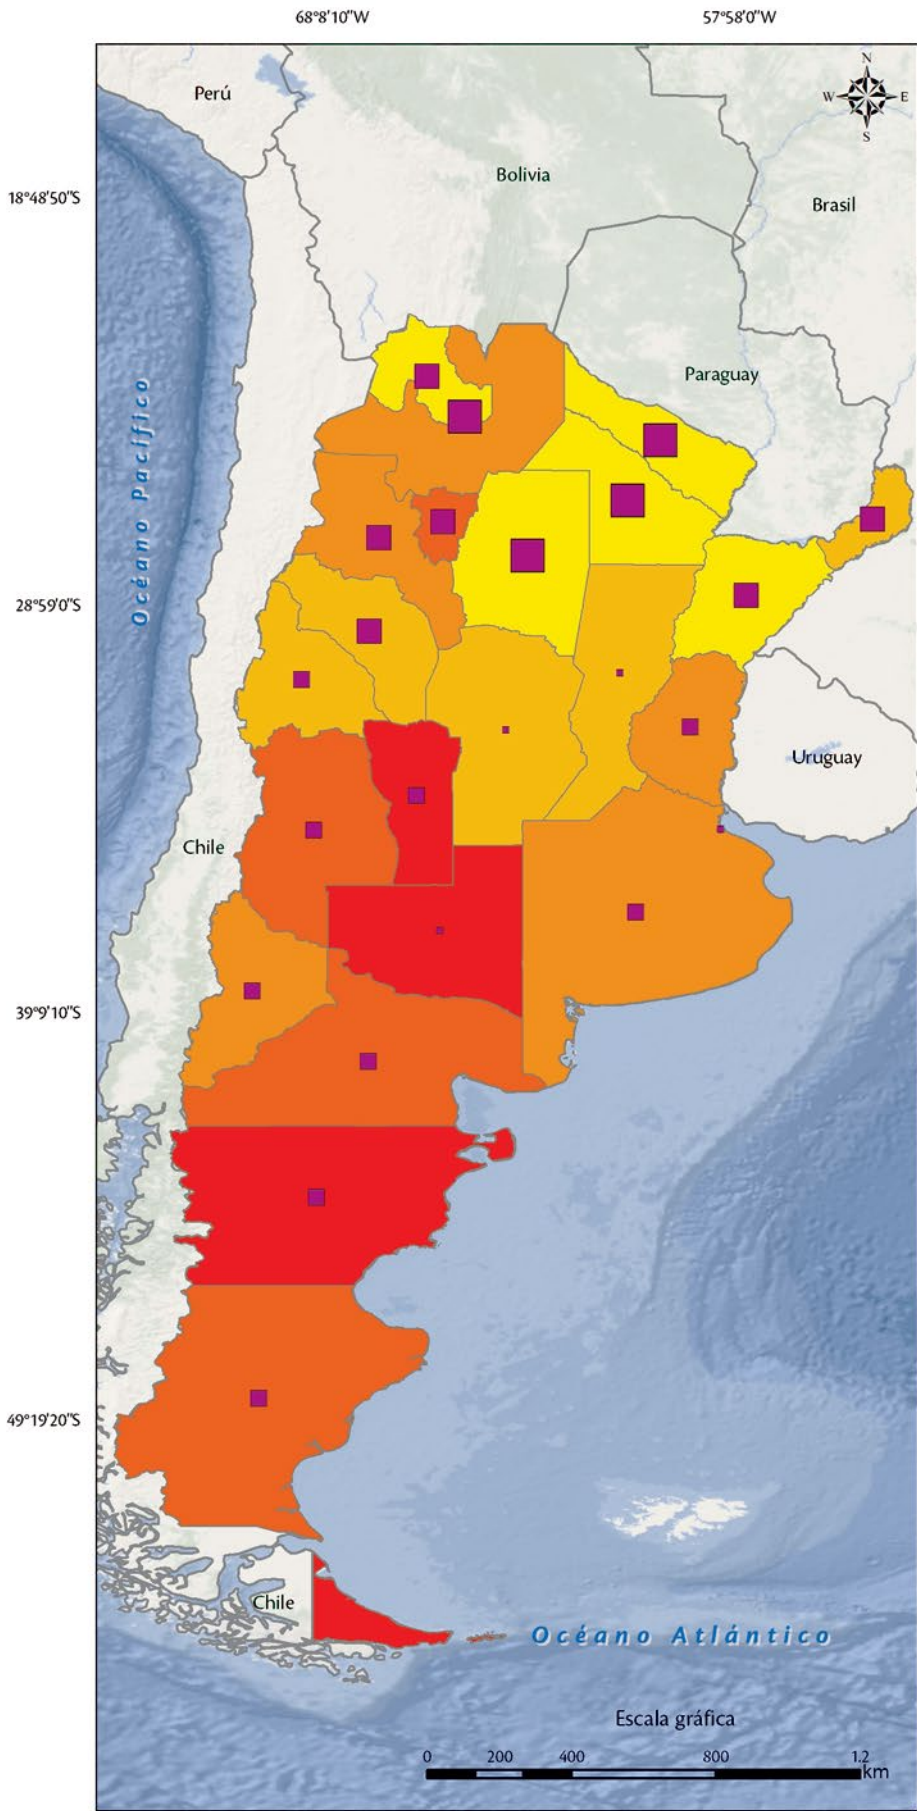 68°8'10"W 57°58'0"W
N
W E
S
Perú
Bolivia
18°48'50"S
Brasil
Paraguay
Océano Pacífico
28°59'0"S
Uruguay
Chile
39°9'10"S
49°19'20"S
Chile
Océano Atlántico
Escala gráfica
0 200 400 800 1.2
km